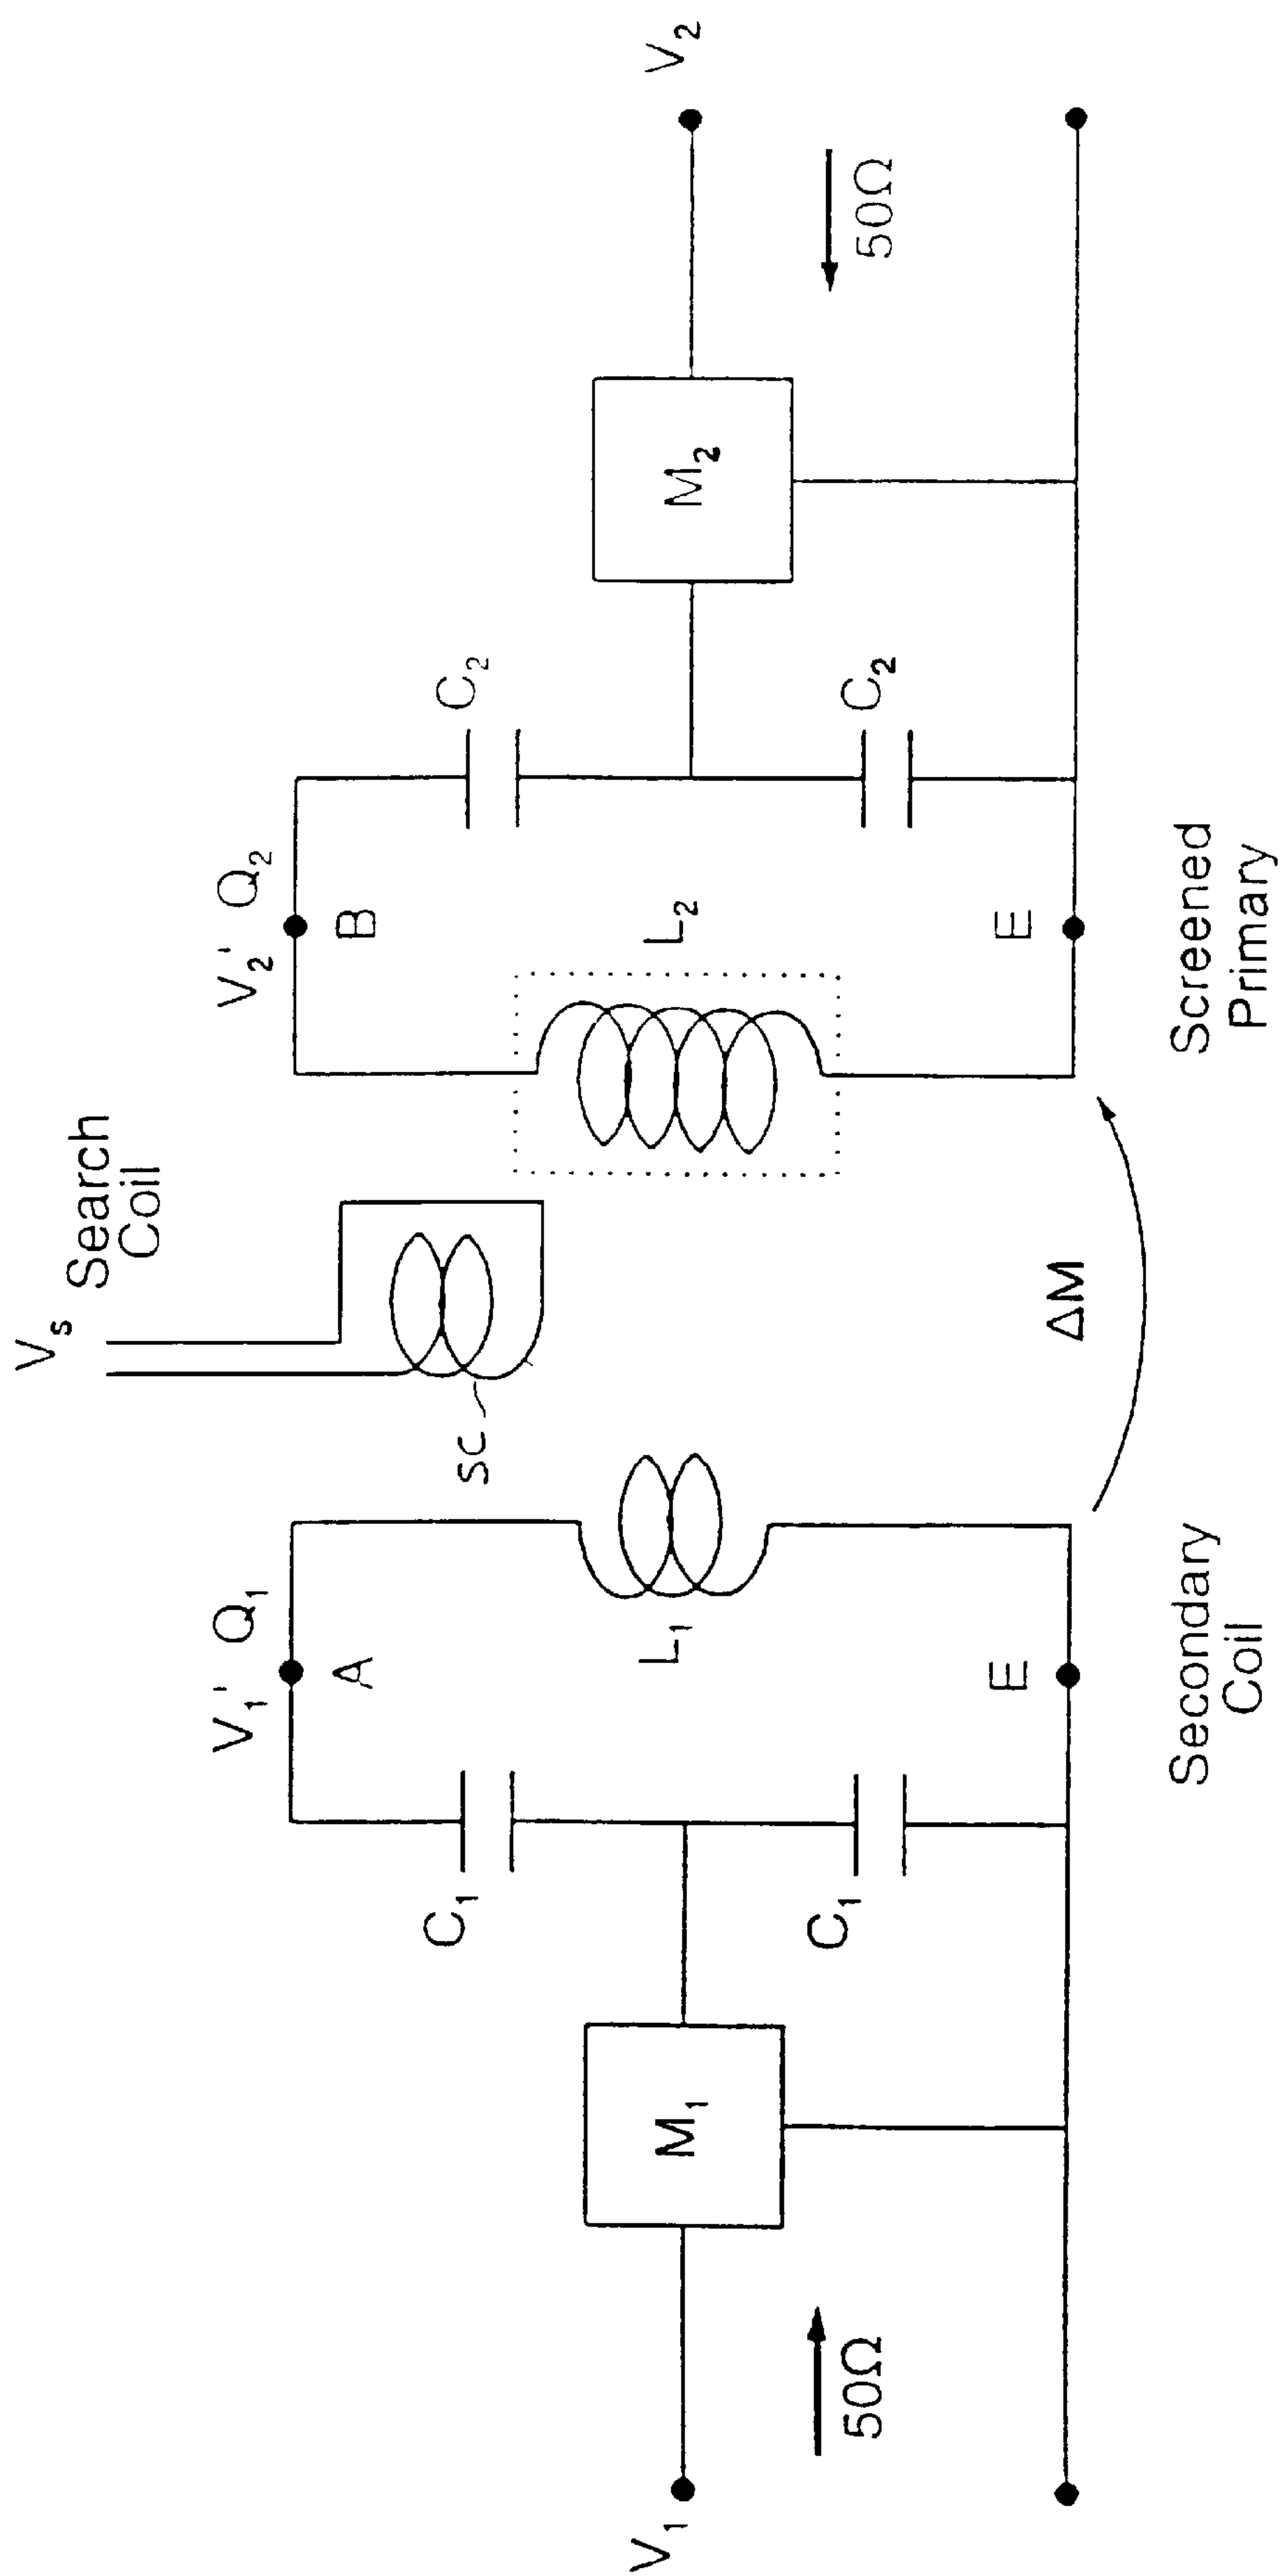 V₁
50Ω
M₁
C₁
C₁
V₁' Q₁
A
L₁
E
Secondary
Coil
Vₛ
Search
Coil
SC
ΔM
V₂' Q₂
B
L₂
E
Screened
Primary
C₂
C₂
M₂
50Ω
V₂